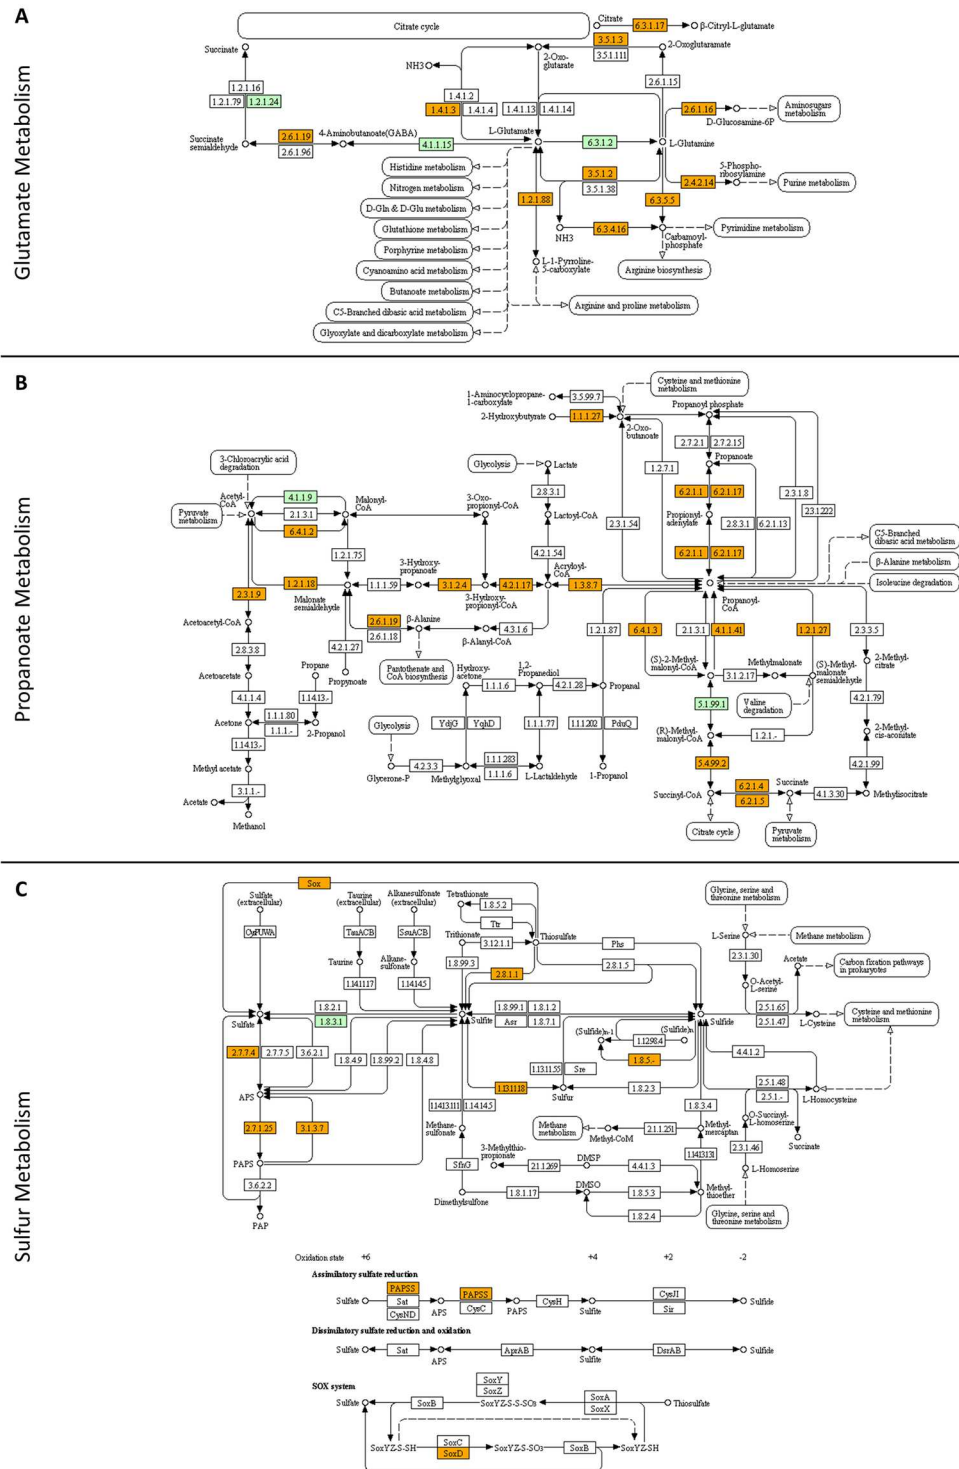 A
Glutamate Metabolism
Citrate cycle
Citrate
6.3.1.17
β-Citryl-L-glutamate
3.5.1.3
3.5.1.111
2-Oxoglutaramate
Succinate
2-Oxo-
glutarate
NH3
1.2.1.16
1.2.1.79
1.2.1.24
1.4.1.2
1.4.1.3
1.4.1.4
1.4.1.13
1.4.1.14
2.6.1.15
2.6.1.16
D-Glucosamine-6P
Aminosugars
metabolism
Succinate
semialdehyde
2.6.1.19
2.6.1.96
4-Aminobutanoate(GABA)
4.1.1.15
L-Glutamate
6.3.1.2
L-Glutamine
5-Phospho-
ribosylamine
2.4.2.14
Purine metabolism
Histidine metabolism
Nitrogen metabolism
D-Gln & D-Glu metabolism
Glutathione metabolism
Porphyrine metabolism
Cyanoamino acid metabolism
Butanoate metabolism
C5-Branched dibasic acid metabolism
Glyoxylate and dicarboxylate metabolism
3.5.1.2
3.5.1.38
1.2.1.88
6.3.5.5
NH3
6.3.4.16
Carbamoyl-
phosphate
Pyrimidine metabolism
L-1-Pyrroline-
5-carboxylate
Arginine biosynthesis
Arginine and proline metabolism
B
Propanoate Metabolism
1-Aminocyclopropane-
1-carboxylate
3.5.99.7
Cysteine and methionine
metabolism
2-Hydroxybutyrate
1.1.1.27
2-Oxo-
butanoate
Propanoyl phosphate
2.7.2.1
2.7.2.15
Propanoate
3-Chloroacrylic acid
degradation
Glycolysis
Lactate
1.2.7.1
Acetyl-
CoA
4.1.1.9
2.1.3.1
6.4.1.2
Malonyl-
CoA
Pyruvate
metabolism
3-Oxo-
propionyl-CoA
2.8.3.1
Lactoyl-CoA
6.2.1.1
6.2.1.17
2.3.1.8
2.3.1.222
Propionyl-
adenylate
2.3.1.54
2.8.3.1
6.2.1.13
1.2.1.75
4.2.1.54
6.2.1.1
6.2.1.17
C5-Branched
dibasic acid metabolism
β-Alanine metabolism
Isoleucine degradation
3-Hydroxy-
propanoate
Acryloyl-
CoA
2.3.1.9
1.2.1.18
Malonate
semialdehyde
1.1.1.59
3.1.2.4
4.2.1.17
3-Hydroxy-
propionyl-CoA
1.3.8.7
Propanoyl-
CoA
Acetoacetyl-CoA
2.6.1.19
2.6.1.18
β-Alanine
4.3.1.6
β-Alanyl-CoA
1.2.1.87
6.4.1.3
2.1.3.1
4.1.1.41
1.2.1.27
2.3.3.5
2.8.3.8
4.2.1.27
Pantothenate and
CoA biosynthesis
(S)-2-Methyl-
malonyl-CoA
3.1.2.17
Methylmalonate
(S)-Methyl-
malonate
semialdehyde
2-Methyl-
citrate
Acetoacetate
Propane
Propynoate
Hydroxy-
acetone
1.1.1.6
1,2-
Propanediol
4.2.1.28
Propanal
4.1.1.4
1.14.13.-
5.1.99.1
Valine
degradation
4.2.1.79
Acetone
1.1.1.80
1.1.1.-
2-Propanol
Glycolysis
YdjG
YqhD
1.1.1.77
1.1.1.202
PduQ
(R)-Methyl-
malonyl-CoA
1.2.1.-
2-Methyl-
cis-aconitate
1.14.13.-
Methyl acetate
Glycerone-P
4.2.3.3
Methylglyoxal
1.1.1.283
1.1.1.6
L-Lactaldehyde
1-Propanol
5.4.99.2
4.2.1.99
3.1.1.-
Acetate
Methanol
Succinyl-CoA
6.2.1.4
6.2.1.5
Succinate
4.1.3.30
Methylisocitrate
Citrate cycle
Pyruvate
metabolism
C
Sulfur Metabolism
Sox
Sulfate
(extracellular)
Taurine
(extracellular)
Alkanesulfonate
(extracellular)
Tetrathionate
1.8.5.2
Ttr
Glycine, serine and
threonine metabolism
CysPUWA
TauACB
SsuACB
Trithionate
3.12.1.1
Thiosulfate
Phs
L-Serine
Methane metabolism
Taurine
Alkane-
sulfonate
1.8.99.3
2.8.1.1
2.8.1.5
2.3.1.30
Acetate
Carbon fixation pathways
in prokaryotes
1.14.11.17
1.14.14.5
O-Acetyl-
L-serine
Sulfate
1.8.2.1
1.8.3.1
Sulfite
1.8.99.1
1.8.1.2
Asr
1.8.7.1
Sulfide
2.5.1.65
2.5.1.47
L-Cysteine
Cysteine and methionine
metabolism
(Sulfide)n-1
1.12.98.4
(Sulfide)n
2.7.7.4
2.7.7.5
3.6.2.1
1.8.4.9
1.8.99.2
1.8.4.8
1.8.5.-
4.4.1.2
1.13.11.55
Sre
APS
1.13.11.18
Sulfur
1.8.2.3
2.5.1.48
2.5.1.-
L-Homocysteine
1.14.13.111
1.14.14.5
1.8.3.4
O-Succinyl-
L-homoserine
2.7.1.25
3.1.3.7
Methane-
sulfonate
Methane
metabolism
Methyl-CoM
2.1.1.251
Methyl-
mercaptan
Succinate
3-Methylthio-
propionate
1.14.13.131
2.3.1.46
PAPS
SfnG
2.1.1.269
DMSP
4.4.1.3
L-Homoserine
3.6.2.2
Dimethylsulfone
1.8.1.17
DMSO
1.8.5.3
Methyl-
thioether
1.8.2.4
PAP
Glycine, serine and
threonine metabolism
Oxidation state +6 +4 +2 -2
Assimilatory sulfate reduction
PAPSS
PAPSS
CysJI
Sulfate
Sat
CysND
APS
CysC
PAPS
CysH
Sulfite
Sir
Sulfide
Dissimilatory sulfate reduction and oxidation
Sulfate
Sat
APS
AprAB
Sulfite
DsrAB
Sulfide
SOX system
SoxY
SoxZ
Sulfate
SoxB
SoxYZ-S-S-SO3
SoxA
SoxX
Thiosulfate
SoxYZ-S-SH
SoxC
SoxD
SoxYZ-S-SO3
SoxB
SoxYZ-SH